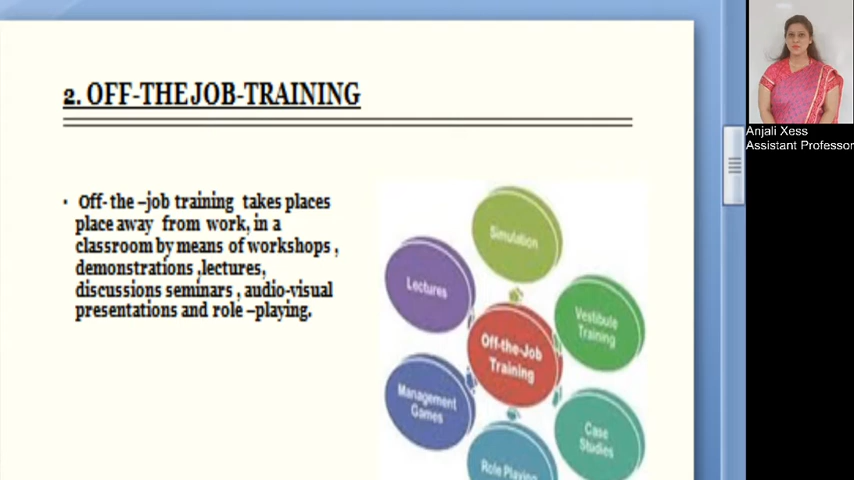 2. OFF-THE JOB-TRAINING
• Off- the –job training takes places
place away from work, in a
classroom by means of workshops ,
demonstrations ,lectures,
discussions seminars , audio-visual
presentations and role –playing.
Simulation
Lectures
Vestibule
Training
Off-the-Job
Training
Management
Games
Case
Studies
Role Playing
Anjali Xess
Assistant Professor